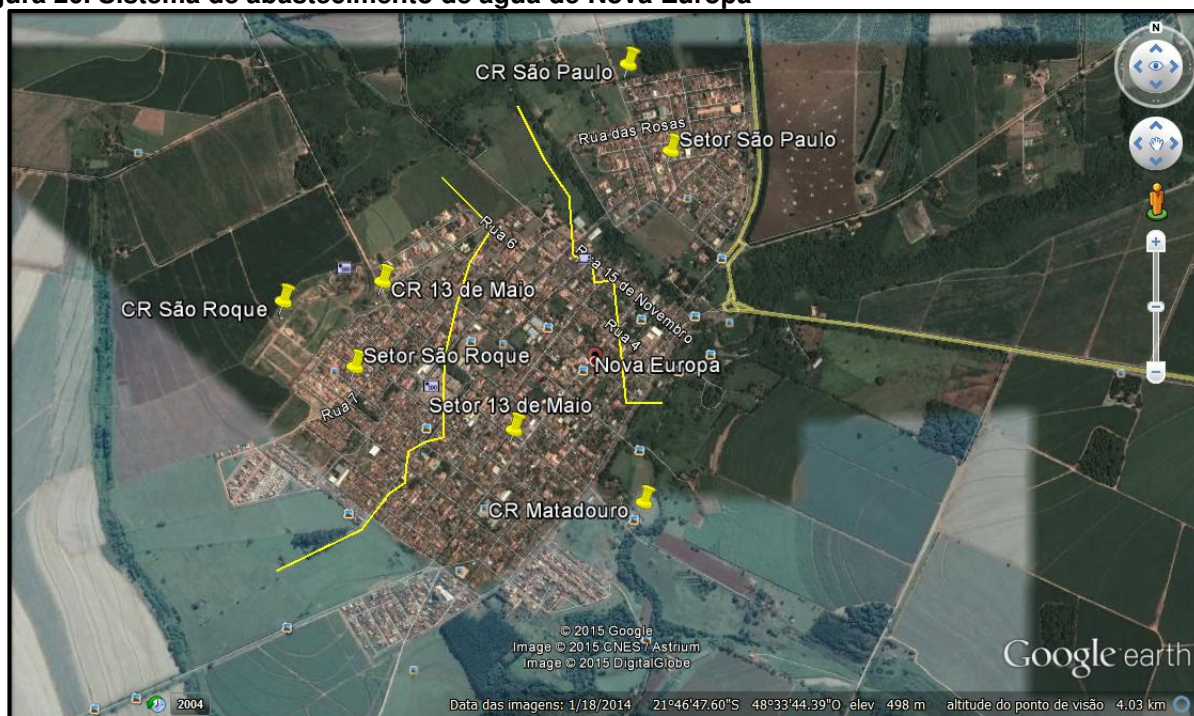 Figura 20. Sistema de abastecimento de água de Nova Europa
N
CR São Paulo
Rua das Rosas
Setor São Paulo
Rua 6
Rua 15 de Novembro
CR 13 de Maio
CR São Roque
Rua 4
Setor São Roque
Nova Europa
Rua 7
Setor 13 de Maio
CR Matadouro
© 2015 Google
Image © 2015 CNES / Astrium
Image © 2015 DigitalGlobe
Google earth
2004
Data das imagens: 1/18/2014 21°46'47.60"S 48°33'44.39"O elev 498 m altitude do ponto de visão 4.03 km